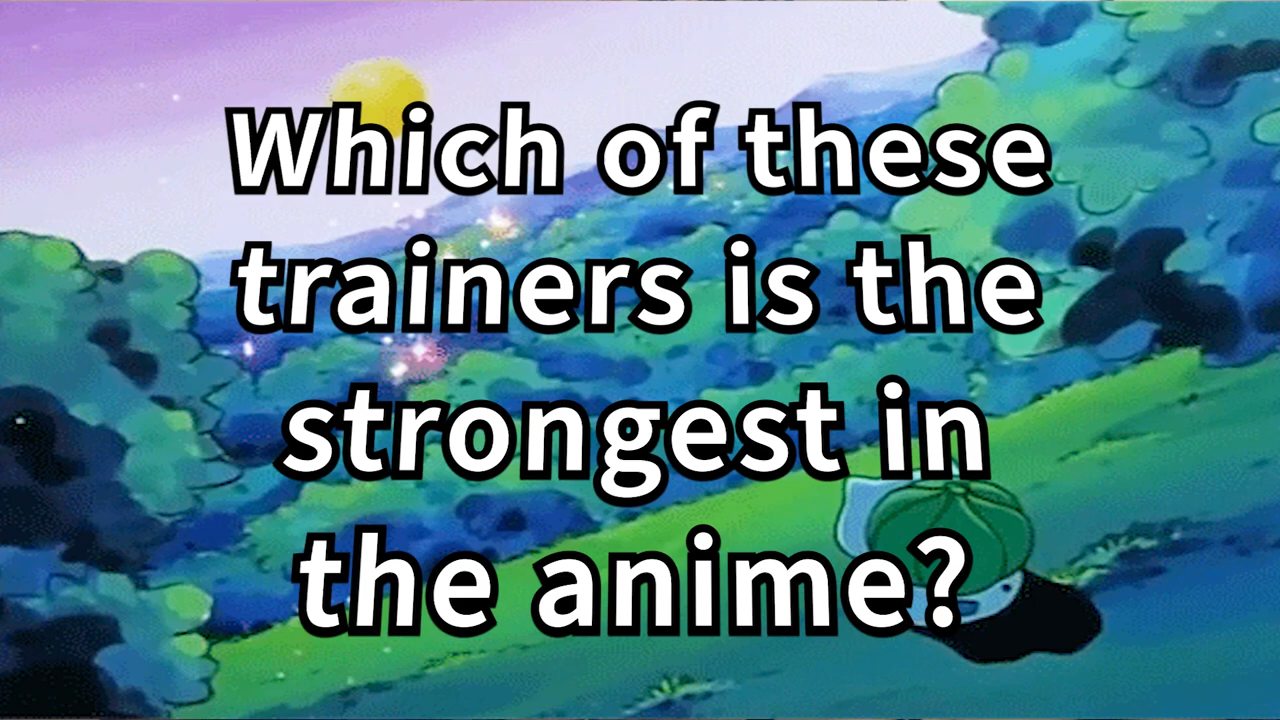 Which of these
trainers is the
strongest in
the anime?